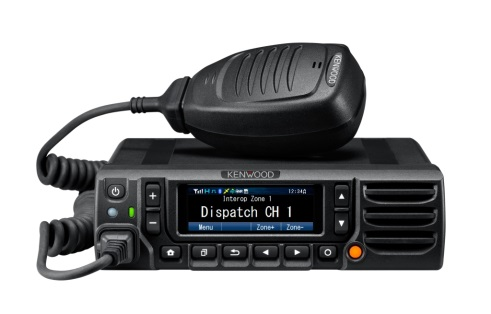 KENWOOD
KENWOOD
12:34
Interop Zone 1
Dispatch CH 1
Menu Zone+ Zone-